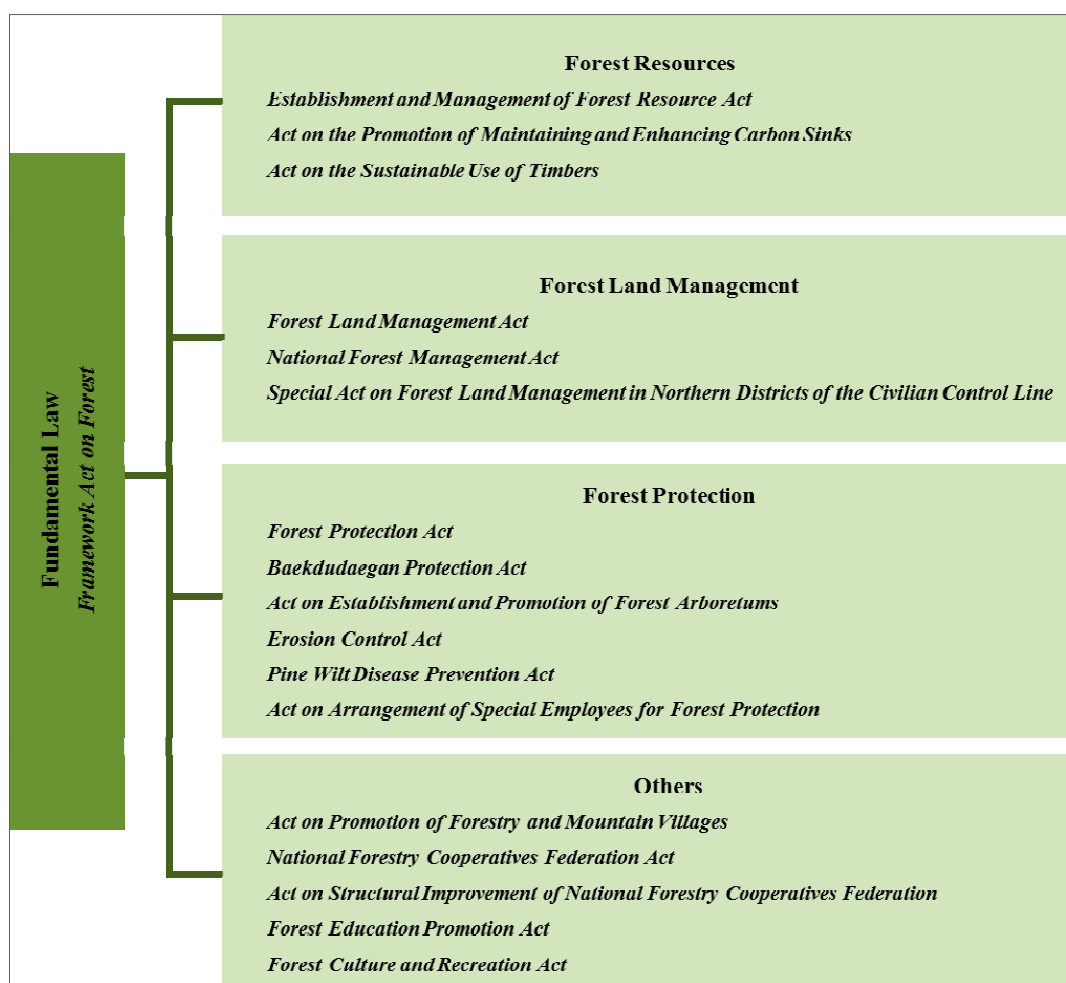 Fundamental Law
Framework Act on Forest
Forest Resources
Establishment and Management of Forest Resource Act
Act on the Promotion of Maintaining and Enhancing Carbon Sinks
Act on the Sustainable Use of Timbers
Forest Land Management
Forest Land Management Act
National Forest Management Act
Special Act on Forest Land Management in Northern Districts of the Civilian Control Line
Forest Protection
Forest Protection Act
Baekdudaegan Protection Act
Act on Establishment and Promotion of Forest Arboretums
Erosion Control Act
Pine Wilt Disease Prevention Act
Act on Arrangement of Special Employees for Forest Protection
Others
Act on Promotion of Forestry and Mountain Villages
National Forestry Cooperatives Federation Act
Act on Structural Improvement of National Forestry Cooperatives Federation
Forest Education Promotion Act
Forest Culture and Recreation Act